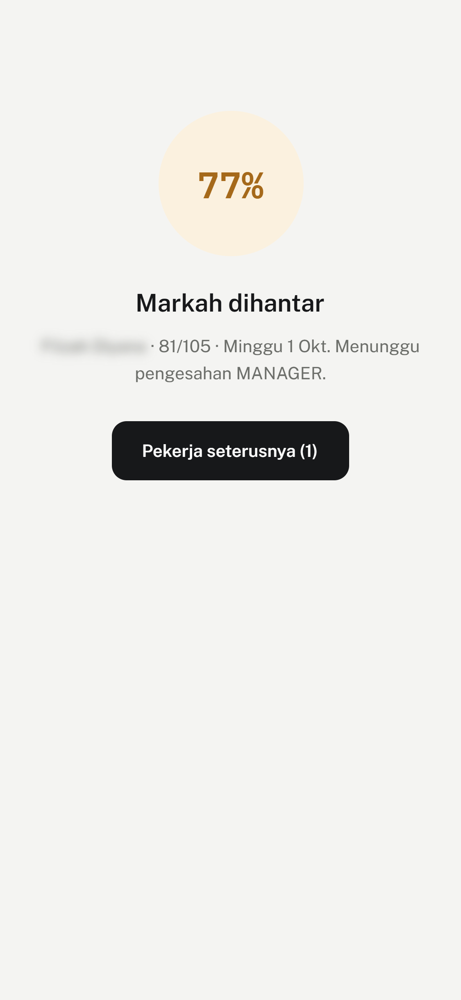 77%
Markah dihantar
· 81/105 · Minggu 1 Okt. Menunggu
pengesahan MANAGER.
Pekerja seterusnya (1)